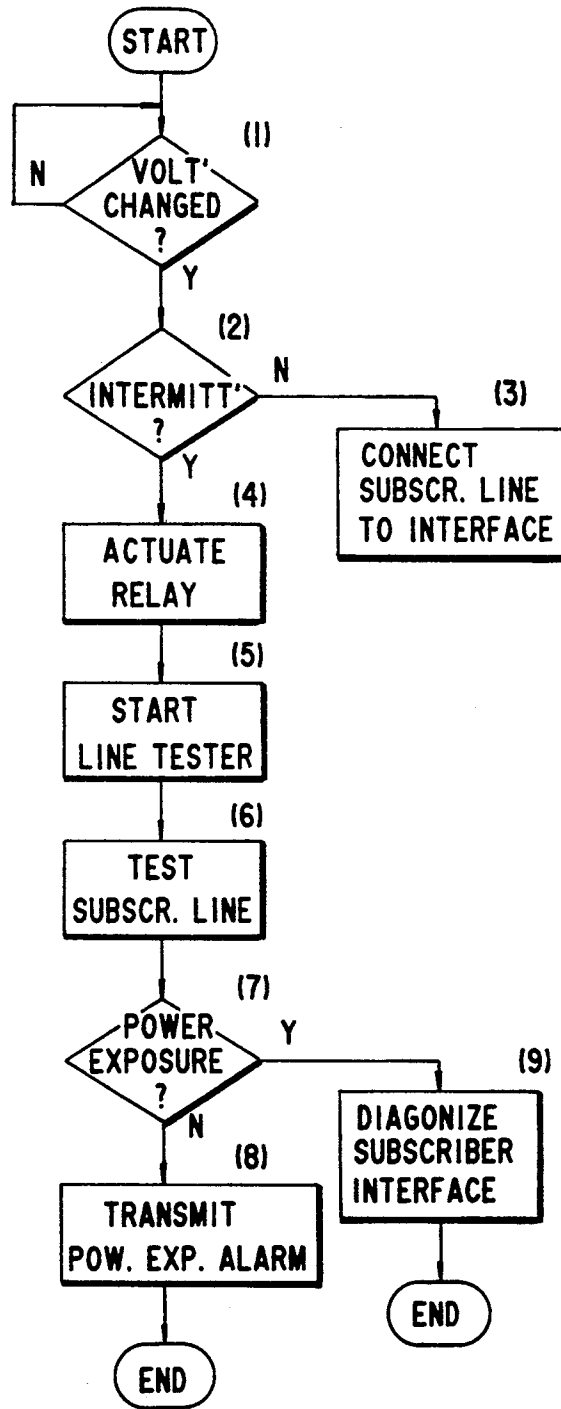 START
(1)
N
VOLT'
CHANGED
?
Y
(2)
INTERMITT'
?
N
Y
(3)
CONNECT
SUBSCR. LINE
TO INTERFACE
(4)
ACTUATE
RELAY
(5)
START
LINE TESTER
(6)
TEST
SUBSCR. LINE
(7)
POWER
EXPOSURE
?
Y
N
(8)
TRANSMIT
POW. EXP. ALARM
END
(9)
DIAGONIZE
SUBSCRIBER
INTERFACE
END